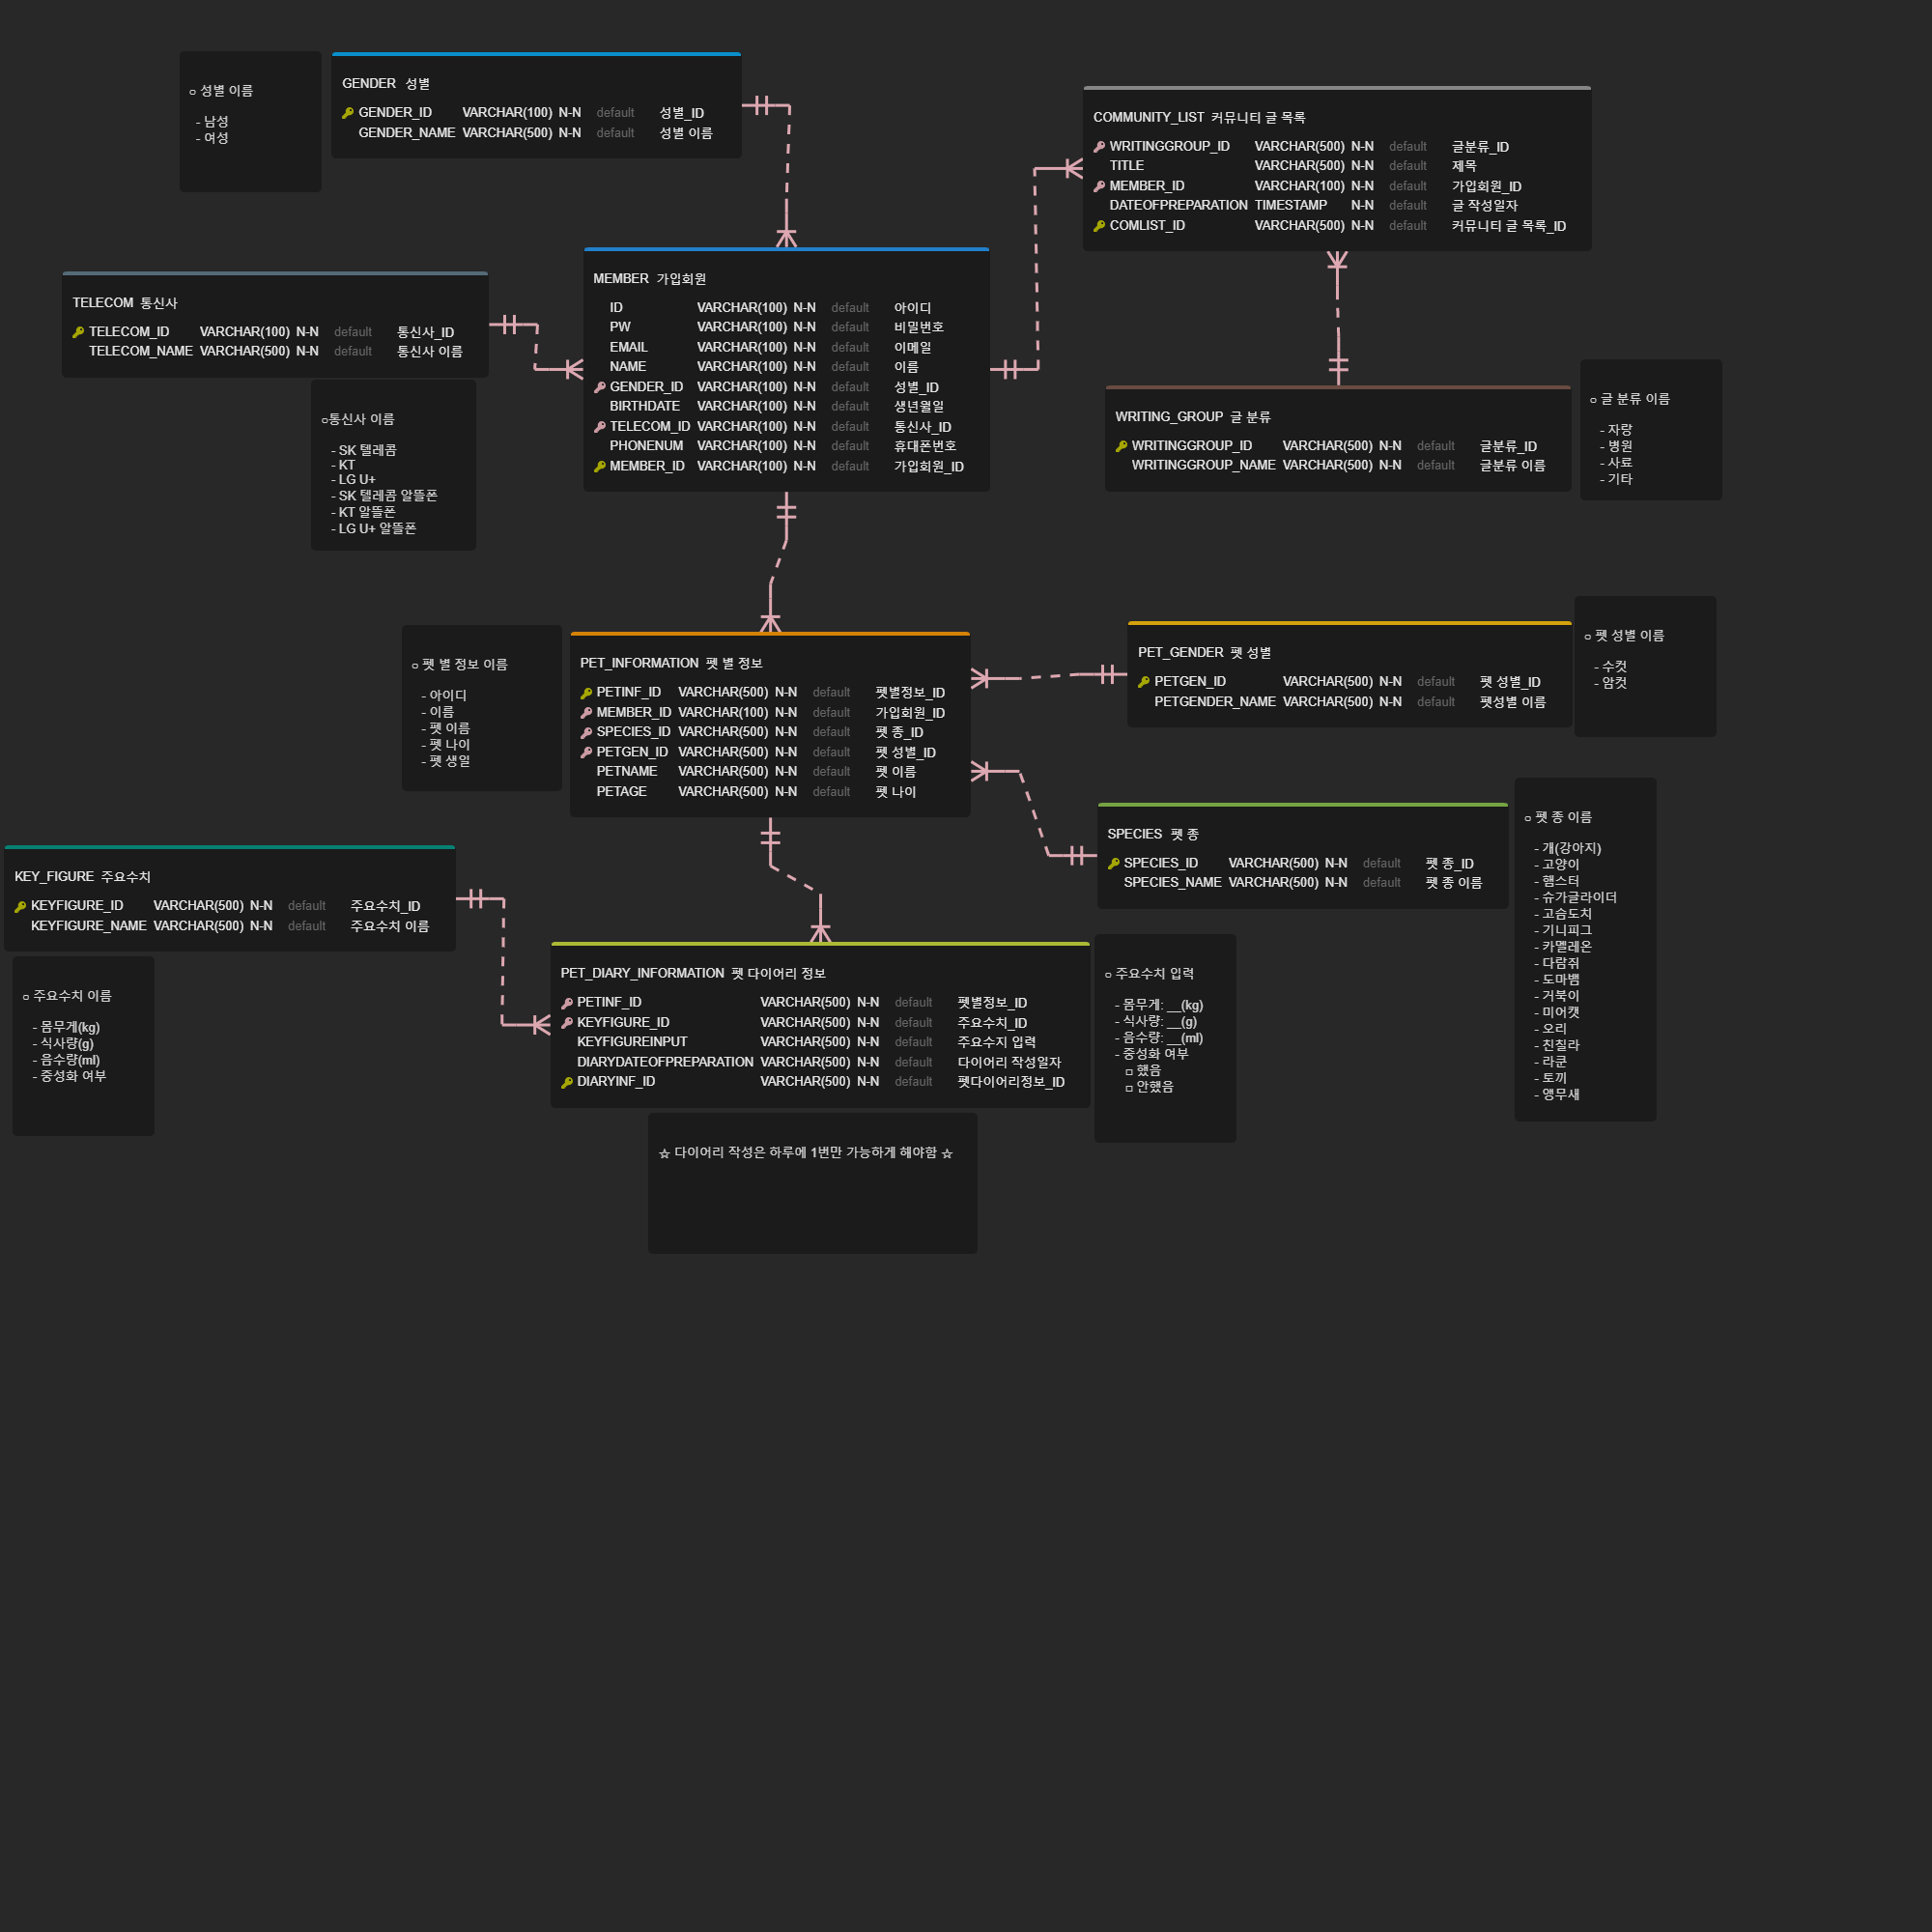 ○ 성별 이름
- 남성
- 여성
GENDER 성별
GENDER_ID VARCHAR(100) N-N default 성별_ID
GENDER_NAME VARCHAR(500) N-N default 성별 이름
COMMUNITY_LIST 커뮤니티 글 목록
WRITINGGROUP_ID VARCHAR(500) N-N default 글분류_ID
TITLE VARCHAR(500) N-N default 제목
MEMBER_ID VARCHAR(100) N-N default 가입회원_ID
DATEOFPREPARATION TIMESTAMP N-N default 글 작성일자
COMLIST_ID VARCHAR(500) N-N default 커뮤니티 글 목록_ID
TELECOM 통신사
TELECOM_ID VARCHAR(100) N-N default 통신사_ID
TELECOM_NAME VARCHAR(500) N-N default 통신사 이름
○통신사 이름
- SK 텔레콤
- KT
- LG U+
- SK 텔레콤 알뜰폰
- KT 알뜰폰
- LG U+ 알뜰폰
MEMBER 가입회원
ID VARCHAR(100) N-N default 아이디
PW VARCHAR(100) N-N default 비밀번호
EMAIL VARCHAR(100) N-N default 이메일
NAME VARCHAR(100) N-N default 이름
GENDER_ID VARCHAR(100) N-N default 성별_ID
BIRTHDATE VARCHAR(100) N-N default 생년월일
TELECOM_ID VARCHAR(100) N-N default 통신사_ID
PHONENUM VARCHAR(100) N-N default 휴대폰번호
MEMBER_ID VARCHAR(100) N-N default 가입회원_ID
WRITING_GROUP 글 분류
WRITINGGROUP_ID VARCHAR(500) N-N default 글분류_ID
WRITINGGROUP_NAME VARCHAR(500) N-N default 글분류 이름
○ 글 분류 이름
- 자랑
- 병원
- 사료
- 기타
○ 펫 별 정보 이름
- 아이디
- 이름
- 펫 이름
- 펫 나이
- 펫 생일
PET_INFORMATION 펫 별 정보
PETINF_ID VARCHAR(500) N-N default 펫별정보_ID
MEMBER_ID VARCHAR(100) N-N default 가입회원_ID
SPECIES_ID VARCHAR(500) N-N default 펫 종_ID
PETGEN_ID VARCHAR(500) N-N default 펫 성별_ID
PETNAME VARCHAR(500) N-N default 펫 이름
PETAGE VARCHAR(500) N-N default 펫 나이
PET_GENDER 펫 성별
PETGEN_ID VARCHAR(500) N-N default 펫 성별_ID
PETGENDER_NAME VARCHAR(500) N-N default 펫성별 이름
○ 펫 성별 이름
- 수컷
- 암컷
SPECIES 펫 종
SPECIES_ID VARCHAR(500) N-N default 펫 종_ID
SPECIES_NAME VARCHAR(500) N-N default 펫 종 이름
○ 펫 종 이름
- 개(강아지)
- 고양이
- 햄스터
- 슈가글라이더
- 고슴도치
- 기니피그
- 카멜레온
- 다람쥐
- 도마뱀
- 거북이
- 미어캣
- 오리
- 친칠라
- 라쿤
- 토끼
- 앵무새
KEY_FIGURE 주요수치
KEYFIGURE_ID VARCHAR(500) N-N default 주요수치_ID
KEYFIGURE_NAME VARCHAR(500) N-N default 주요수치 이름
○ 주요수치 이름
- 몸무게(kg)
- 식사량(g)
- 음수량(ml)
- 중성화 여부
PET_DIARY_INFORMATION 펫 다이어리 정보
PETINF_ID VARCHAR(500) N-N default 펫별정보_ID
KEYFIGURE_ID VARCHAR(500) N-N default 주요수치_ID
KEYFIGUREINPUT VARCHAR(500) N-N default 주요수지 입력
DIARYDATEOFPREPARATION VARCHAR(500) N-N default 다이어리 작성일자
DIARYINF_ID VARCHAR(500) N-N default 펫다이어리정보_ID
○ 주요수치 입력
- 몸무게: __(kg)
- 식사량: __(g)
- 음수량: __(ml)
- 중성화 여부
□ 했음
□ 안했음
☆ 다이어리 작성은 하루에 1번만 가능하게 해야함 ☆